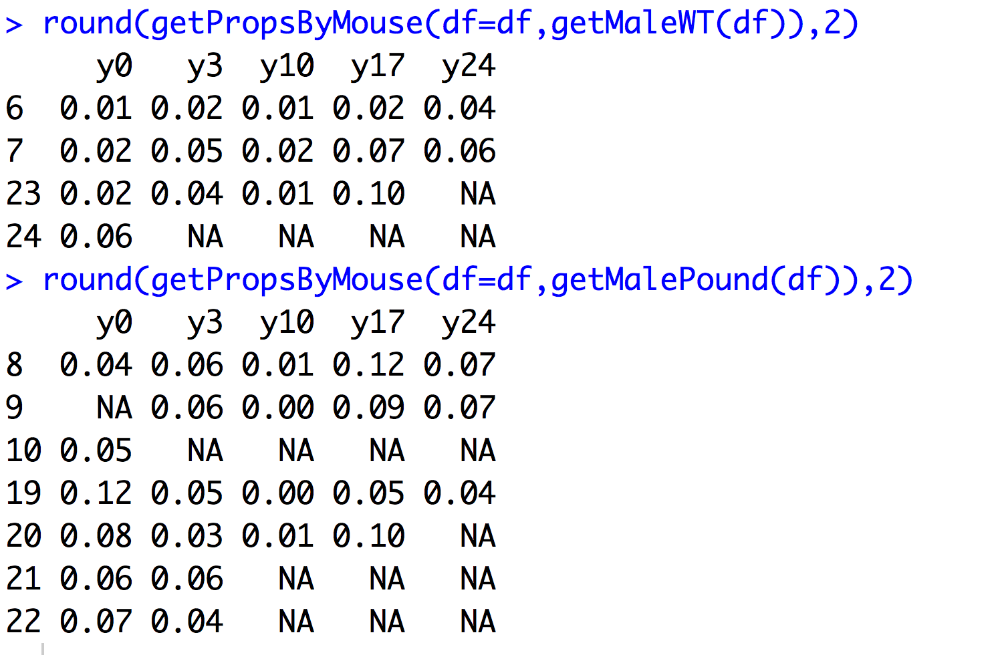 > round(getPropsByMouse(df=df,getMaleWT(df)),2)
     y0   y3  y10  y17  y24
6  0.01 0.02 0.01 0.02 0.04
7  0.02 0.05 0.02 0.07 0.06
23 0.02 0.04 0.01 0.10   NA
24 0.06   NA   NA   NA   NA
> round(getPropsByMouse(df=df,getMalePound(df)),2)
     y0   y3  y10  y17  y24
8  0.04 0.06 0.01 0.12 0.07
9    NA 0.06 0.00 0.09 0.07
10 0.05   NA   NA   NA   NA
19 0.12 0.05 0.00 0.05 0.04
20 0.08 0.03 0.01 0.10   NA
21 0.06 0.06   NA   NA   NA
22 0.07 0.04   NA   NA   NA